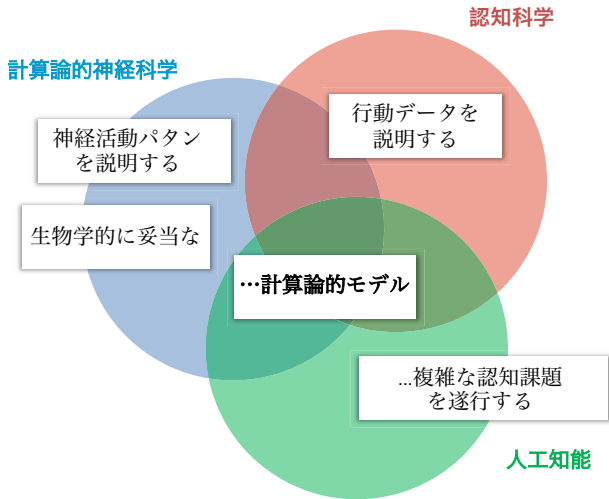 認知科学
計算論的神経科学
行動データを
説明する
神経活動パタン
を説明する
生物学的に妥当な
…計算論的モデル
...複雑な認知課題
を遂行する
人工知能